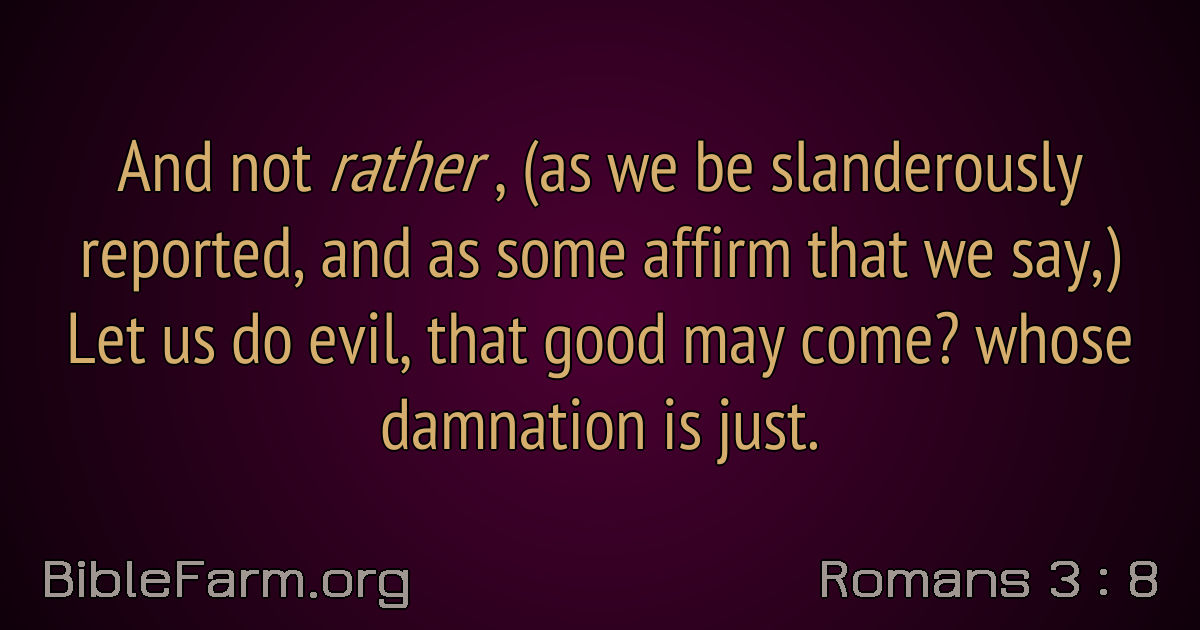 And not rather , (as we be slanderously
reported, and as some affirm that we say,)
Let us do evil, that good may come? whose
damnation is just.
BibleFarm.org
Romans 3 : 8